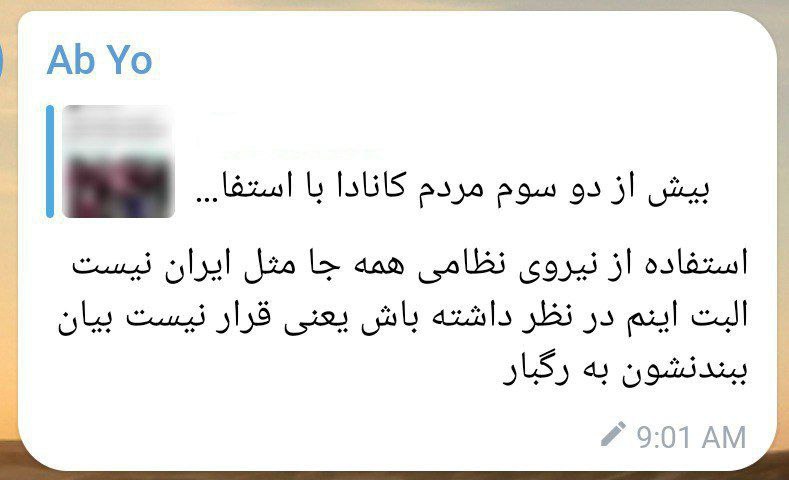 Ab Yo
بیش از دو سوم مردم کانادا با استفا...
استفاده از نیروی نظامی همه جا مثل ایران نیست
البت اینم در نظر داشته باش یعنی قرار نیست بیان
ببندنشون به رگبار
9:01 AM